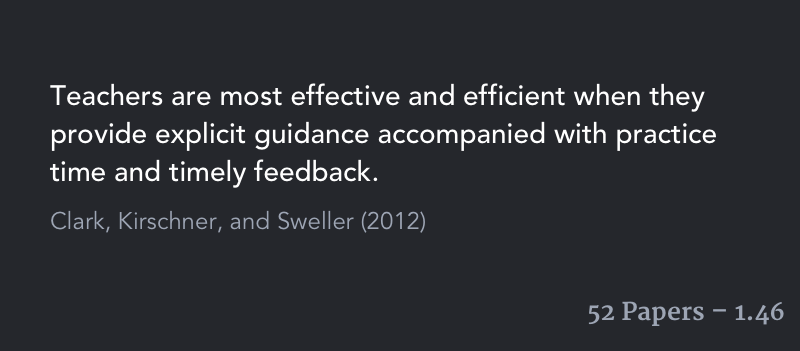 Teachers are most effective and efficient when they
provide explicit guidance accompanied with practice
time and timely feedback.
Clark, Kirschner, and Sweller (2012)
52 Papers – 1.46